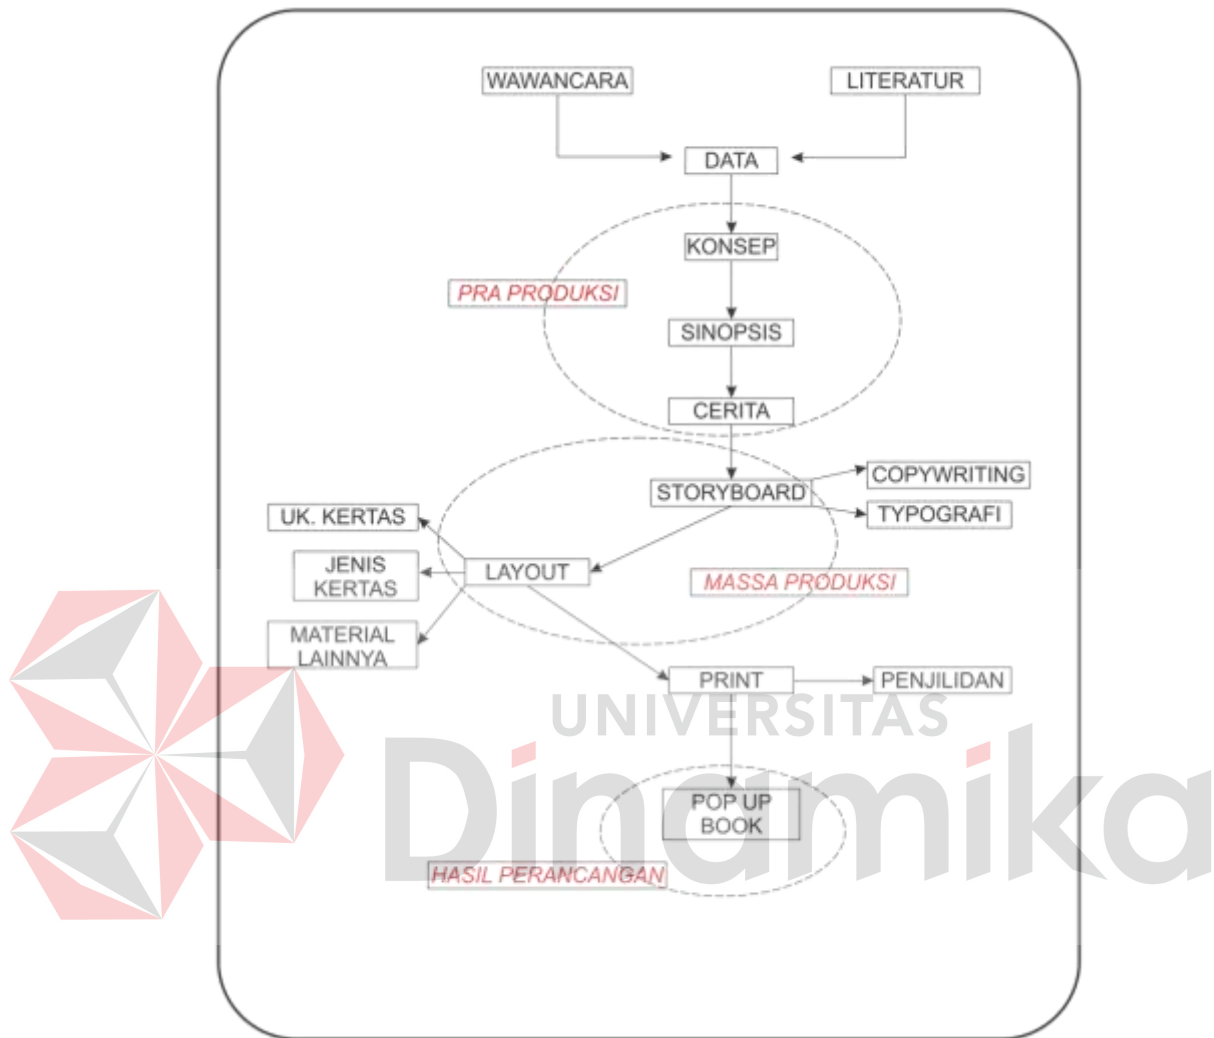 WAWANCARA
LITERATUR
DATA
KONSEP
PRA PRODUKSI
SINOPSIS
CERITA
STORYBOARD
COPYWRITING
TYPOGRAFI
UK. KERTAS
JENIS
KERTAS
LAYOUT
MASSA PRODUKSI
MATERIAL
LAINNYA
PRINT
PENJILIDAN
UNIVERSITAS
Dinamika
POP UP
BOOK
HASIL PERANCANGAN